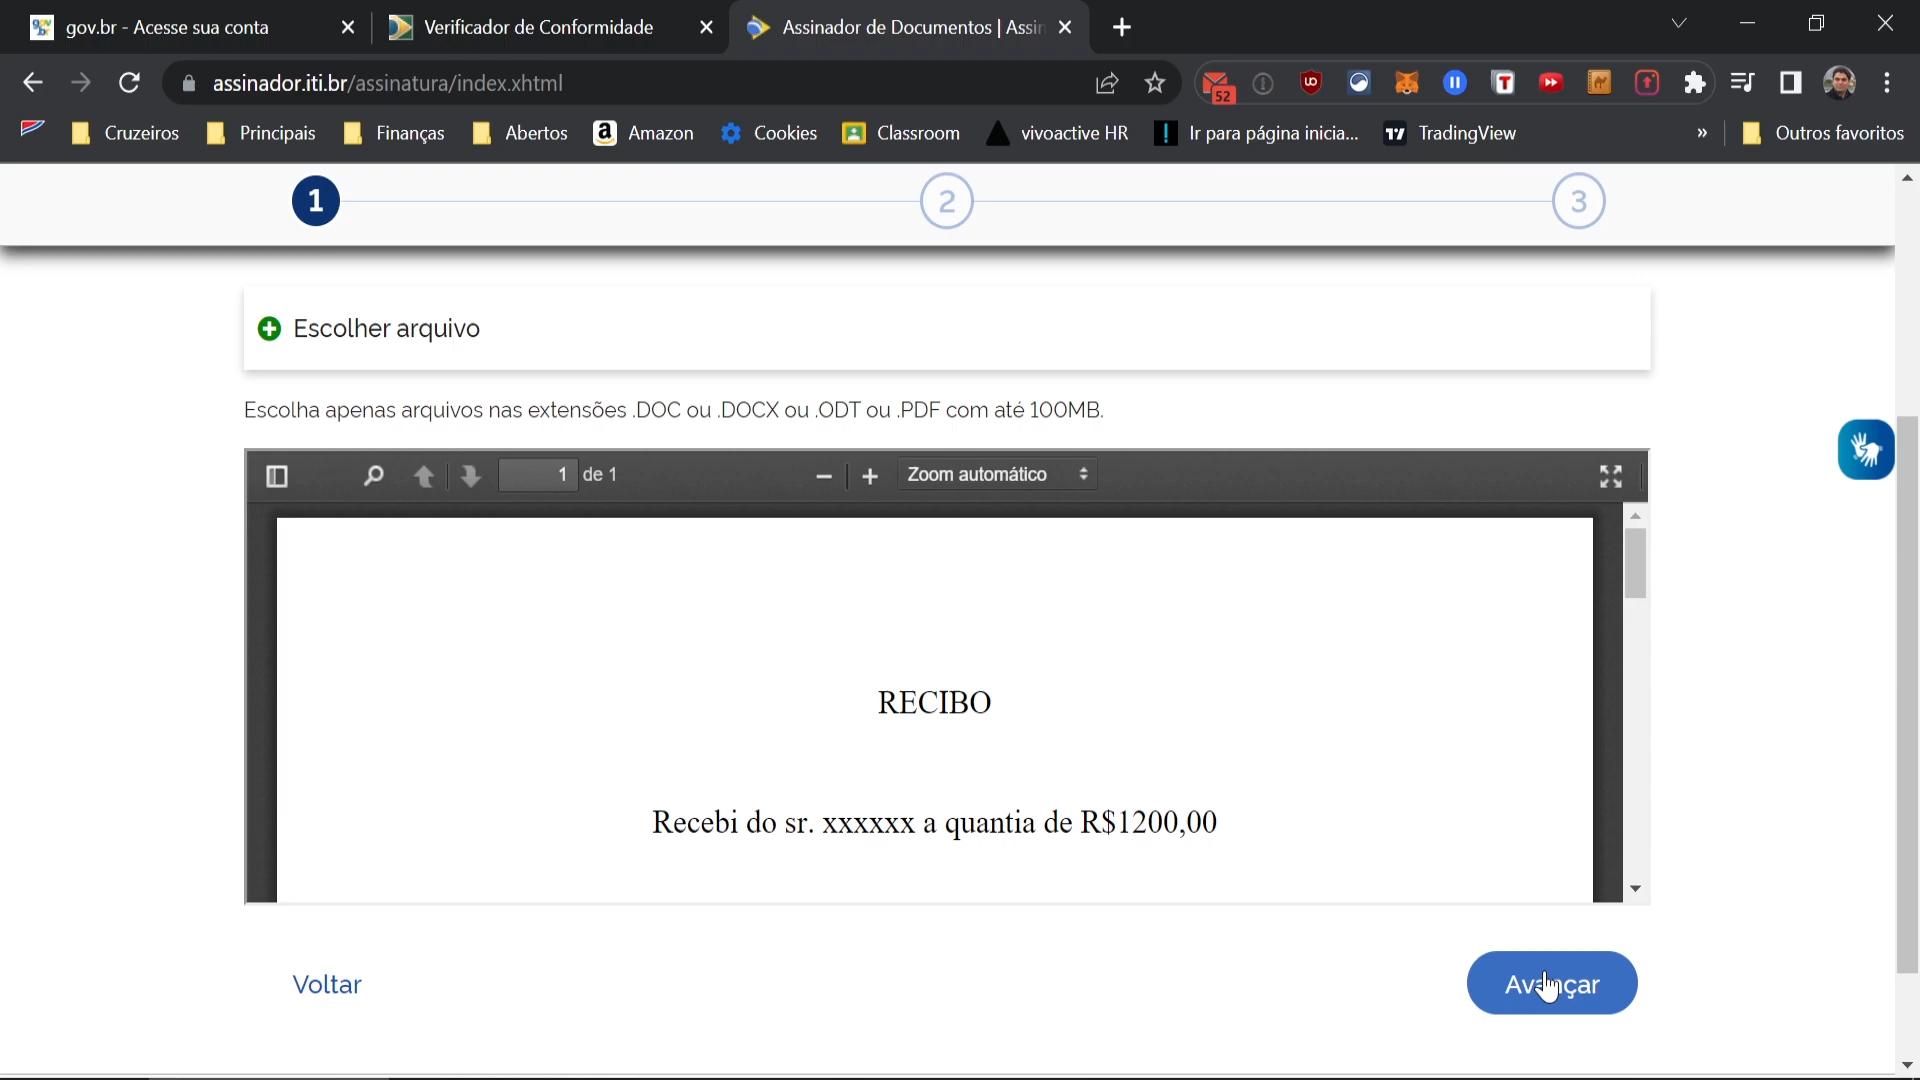 gov.br - Acesse sua conta
Verificador de Conformidade
Assinador de Documentos | Assin
assinador.iti.br/assinatura/index.xhtml
52
Cruzeiros
Principais
Finanças
Abertos
Amazon
Cookies
Classroom
vivoactive HR
Ir para página inicia...
TradingView
»
Outros favoritos
1
2
3
Escolher arquivo
Escolha apenas arquivos nas extensões .DOC ou .DOCX ou .ODT ou .PDF com até 100MB.
1 de 1
Zoom automático
RECIBO
Recebi do sr. xxxxxx a quantia de R$1200,00
Voltar
Avançar